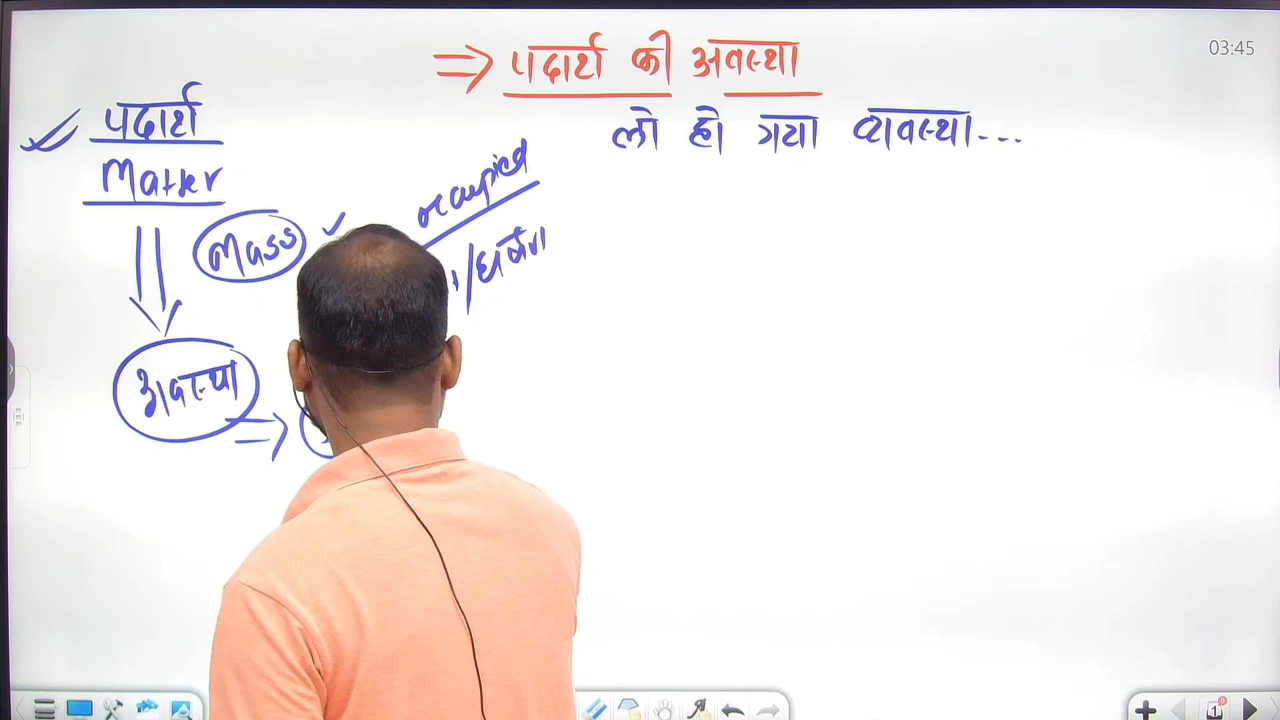 03:45
⇒ पदार्थ की अवस्था
लो हो गया व्यवस्था...
पदार्थ
Matter
Mass
occupied
अवस्था ⇒